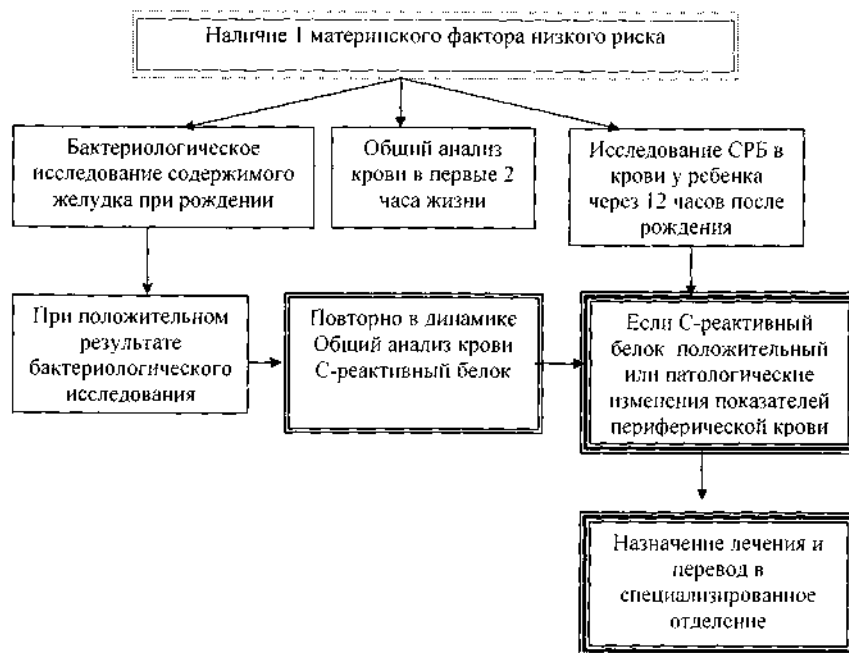 Наличие 1 материнского фактора низкого риска
Бактериологическое
исследование содержимого
желудка при рождении
Общий анализ
крови в первые 2
часа жизни
Исследование СРБ в
крови у ребенка
через 12 часов после
рождения
При положительном
результате
бактериологического
исследования
Повторно в динамике
Общий анализ крови
С-реактивный белок
Если С-реактивный
белок положительный
или патологические
изменения показателей
периферической крови
Назначение лечения и
перевод в
специализированное
отделение